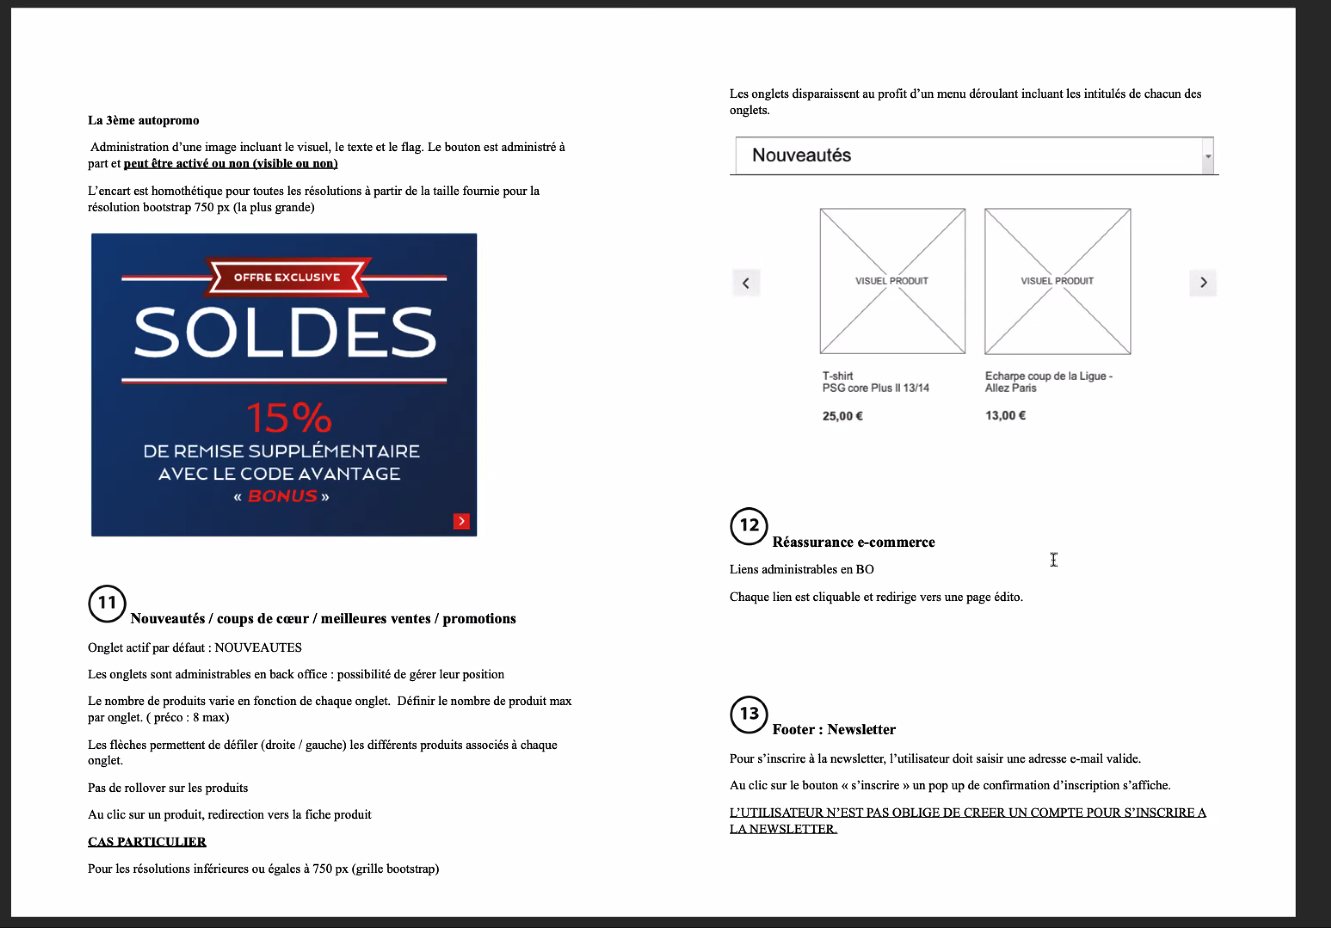 La 3ème autopromo
Administration d’une image incluant le visuel, le texte et le flag. Le bouton est administré à
part et peut être activé ou non (visible ou non)
L’encart est homothétique pour toutes les résolutions à partir de la taille fournie pour la
résolution bootstrap 750 px (la plus grande)
OFFRE EXCLUSIVE
SOLDES
15%
DE REMISE SUPPLÉMENTAIRE
AVEC LE CODE AVANTAGE
« BONUS »
11
Nouveautés / coups de cœur / meilleures ventes / promotions
Onglet actif par défaut : NOUVEAUTES
Les onglets sont administrables en back office : possibilité de gérer leur position
Le nombre de produits varie en fonction de chaque onglet. Définir le nombre de produit max
par onglet. ( préco : 8 max)
Les flèches permettent de défiler (droite / gauche) les différents produits associés à chaque
onglet.
Pas de rollover sur les produits
Au clic sur un produit, redirection vers la fiche produit
CAS PARTICULIER
Pour les résolutions inférieures ou égales à 750 px (grille bootstrap)
Les onglets disparaissent au profit d’un menu déroulant incluant les intitulés de chacun des
onglets.
Nouveautés
VISUEL PRODUIT
VISUEL PRODUIT
T-shirt
PSG core Plus II 13/14
25,00 €
Echarpe coup de la Ligue -
Allez Paris
13,00 €
12
Réassurance e-commerce
Liens administrables en BO
Chaque lien est cliquable et redirige vers une page édito.
13
Footer : Newsletter
Pour s’inscrire à la newsletter, l’utilisateur doit saisir une adresse e-mail valide.
Au clic sur le bouton « s’inscrire » un pop up de confirmation d’inscription s’affiche.
L’UTILISATEUR N’EST PAS OBLIGE DE CREER UN COMPTE POUR S’INSCRIRE A
LA NEWSLETTER.